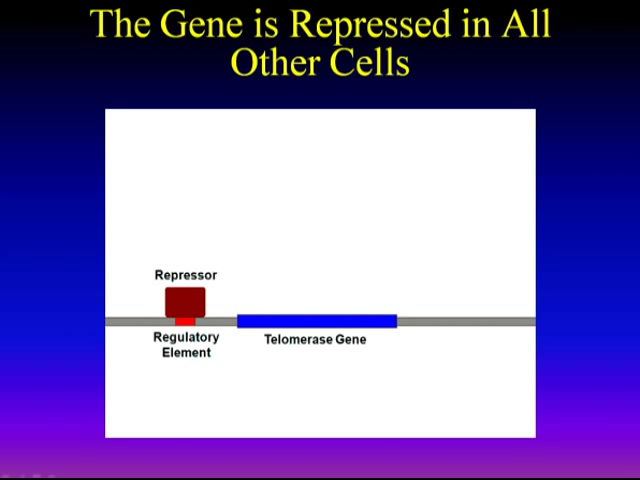 The Gene is Repressed in All
Other Cells
Repressor
Regulatory
Element
Telomerase Gene